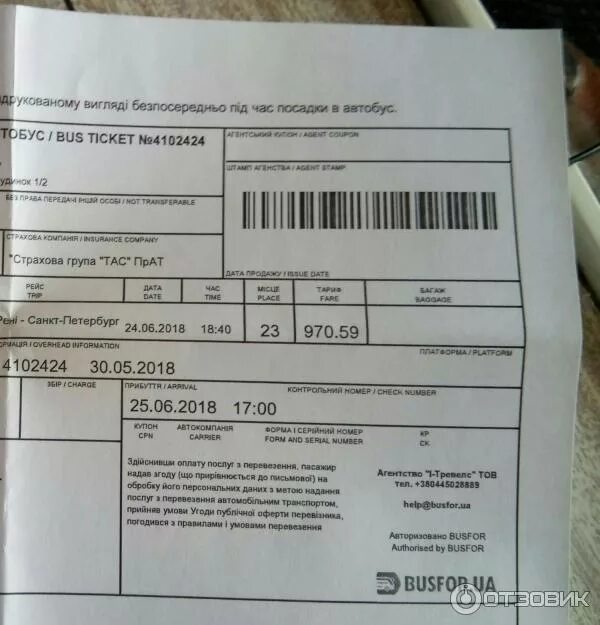 друкованому вигляді безпосередньо під час посадки в автобус.
ТОБУС / BUS TICKET №4102424
АГЕНТСЬКИЙ КУПОН / AGENT COUPON
удинок 1/2
ШТАМП АГЕНСТВА / AGENT STAMP
БЕЗ ПРАВА ПЕРЕДАЧІ ІНШІЙ ОСОБІ / NOT TRANSFERABLE
СТРАХОВА КОМПАНІЯ / INSURANCE COMPANY
"Страхова група "ТАС" ПрАТ
ДАТА ПРОДАЖУ / ISSUE DATE
РЕЙС ДАТА ЧАС МІСЦЕ ТАРИФ БАГАЖ
TRIP DATE TIME PLACE FARE BAGGAGE
Рені - Санкт-Петербург 24.06.2018 18:40 23 970.59
ОРМАЦІЯ / OVERHEAD INFORMATION ПЛАТФОРМА / PLATFORM
4102424 30.05.2018
ЗБІР / CHARGE ПРИБУТТЯ / ARRIVAL КОНТРОЛЬНИЙ НОМЕР / CHECK NUMBER
25.06.2018 17:00
КУПОН АВТОКОМПАНІЯ ФОРМА І СЕРІЙНИЙ НОМЕР КР
CPN CARRIER FORM AND SERIAL NUMBER CK
Здійснивши оплату послуг з перевезення, пасажир
надав згоду (що прирівнюється до письмової) на
обробку його персональних даних з метою надання
послуг з перевезення автомобільним транспортом,
прийняв умови Угоди публічної оферти перевізника,
погодився з правилами і умовами перевезення
Агентство "І-Тревелс" ТОВ
тел. +380445028889
help@busfor.ua
Авторизовано BUSFOR
Authorised by BUSFOR
BUSFOR.UA
ОТЗОВИК